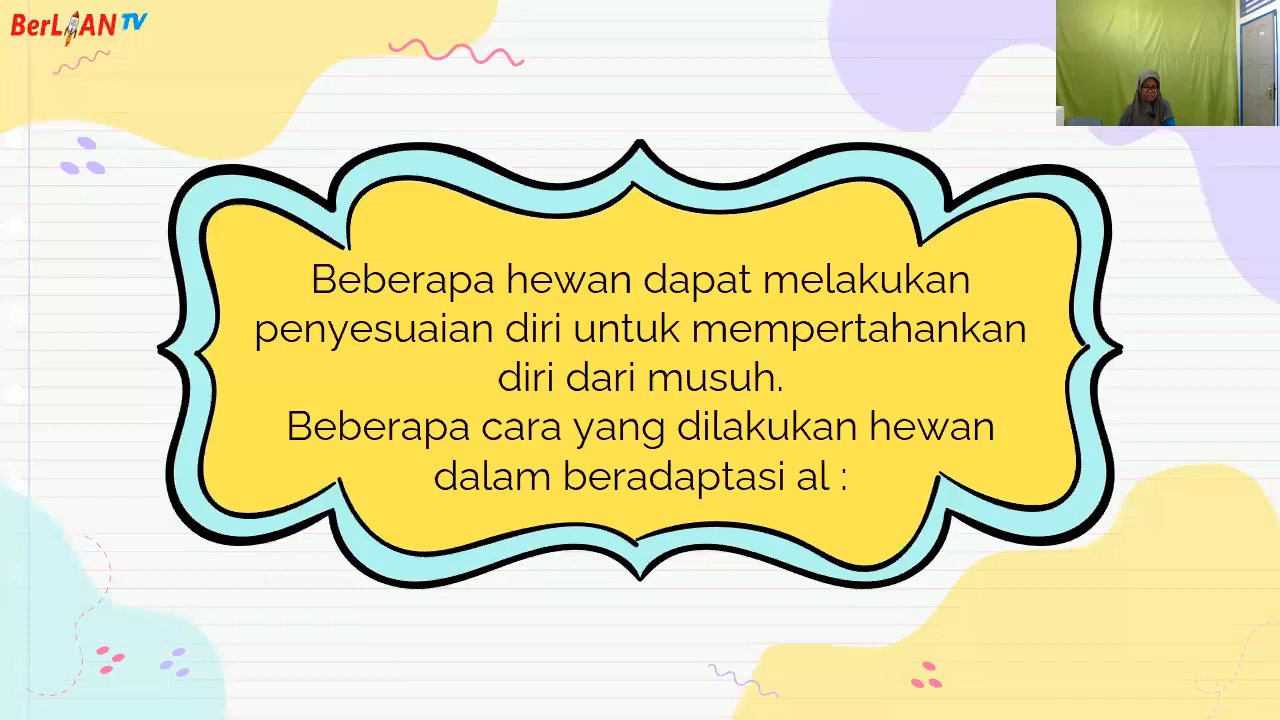 BerLIAN TV
Beberapa hewan dapat melakukan
penyesuaian diri untuk mempertahankan
diri dari musuh.
Beberapa cara yang dilakukan hewan
dalam beradaptasi al :